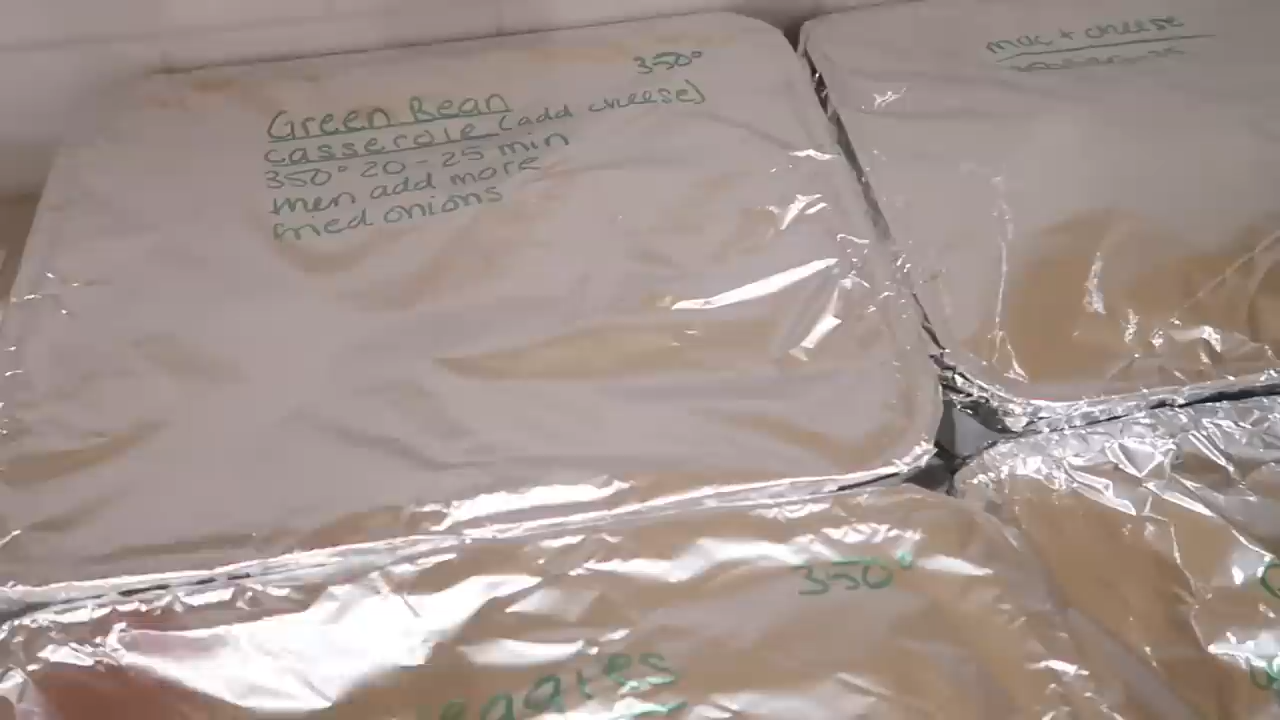 350°
Green Bean
casserole (add cheese)
350° 20-25 min
then add more
fried onions
mac + cheese
350°